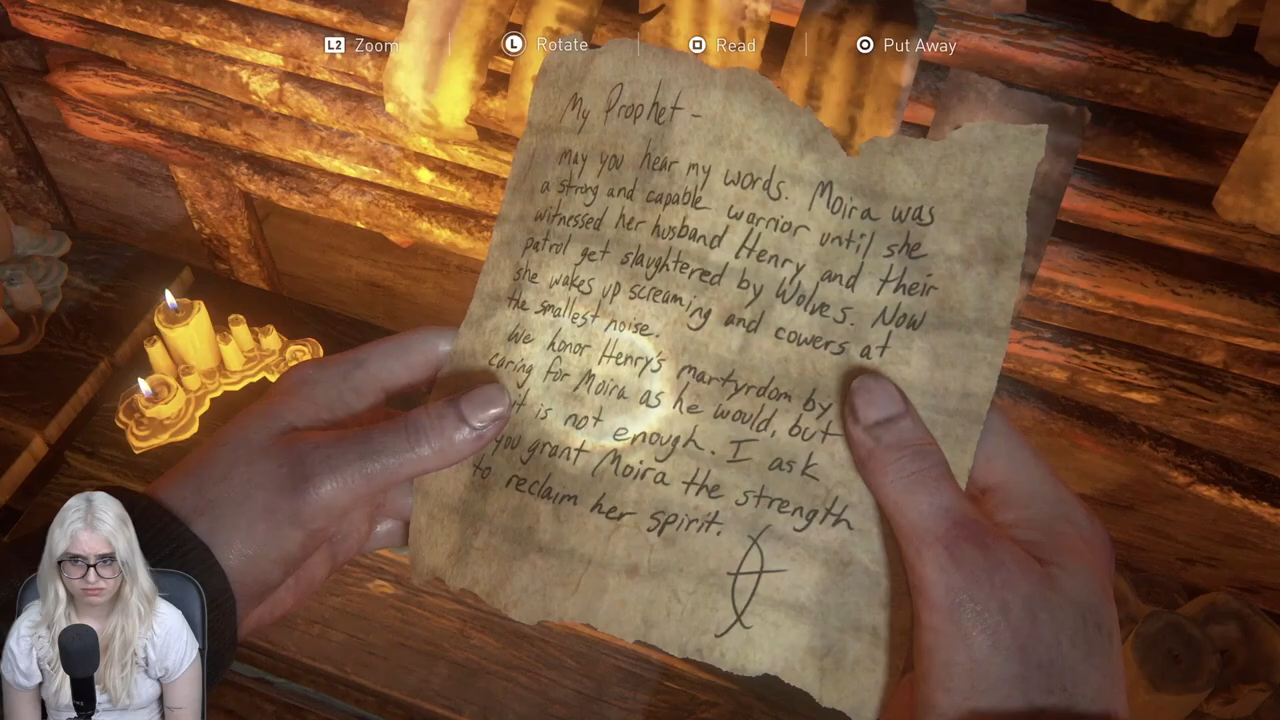 L2 Zoom L Rotate Read Put Away
My Prophet -
may you hear my words. Moira was
a strong and capable warrior until she
witnessed her husband Henry and their
patrol get slaughtered by Wolves. Now
she wakes up screaming and cowers at
the smallest noise.
We honor Henry's martyrdom by
caring for Moira as he would, but
it is not enough. I ask
you grant Moira the strength
to reclaim her spirit.